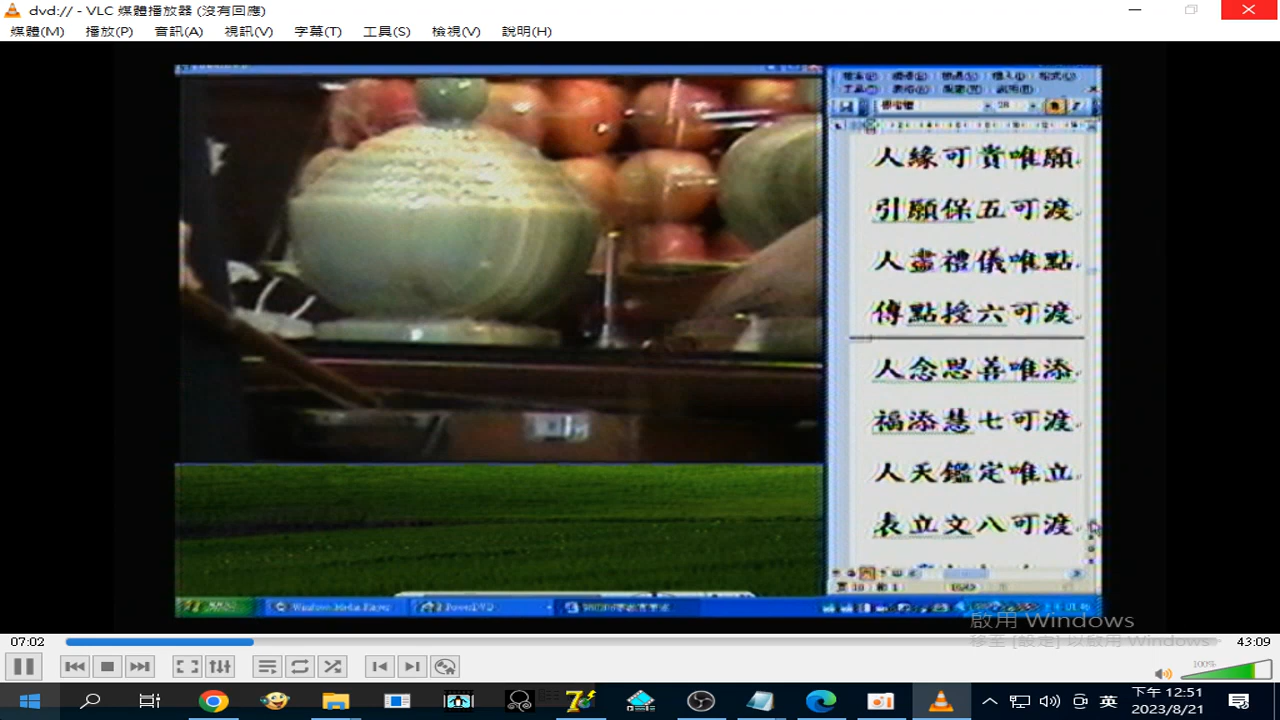 dvd:// - VLC 媒體播放器 (沒有回應)
媒體(M) 播放(P) 音訊(A) 視訊(V) 字幕(T) 工具(S) 檢視(V) 說明(H)
人緣可貴唯願
引願保五可渡
人盡禮儀唯點
傳點授六可渡
人念思善唯添
福添慧七可渡
人天鑑定唯立
表立文八可渡
Windows Media Player
PowerDVD
啟用 Windows
移至 [設定] 以啟用 Windows。
07:02
43:09
100%
英
下午 12:51
2023/8/21